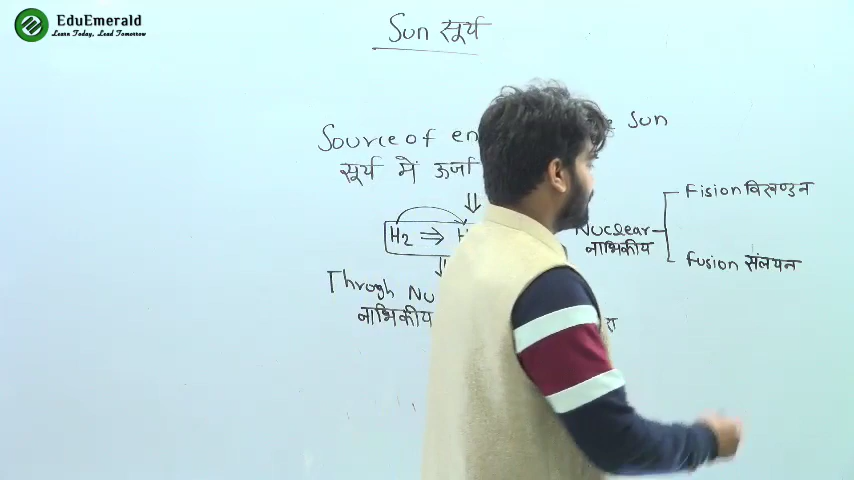 EduEmerald
Learn Today, Lead Tomorrow
Sun सूर्य
Source of en Sun
सूर्य में ऊर्जा
H2 ⇒
Nuclear
नाभिकीय
Fision विखण्डन
Fusion संलयन
Throgh Nu
नाभिकीय